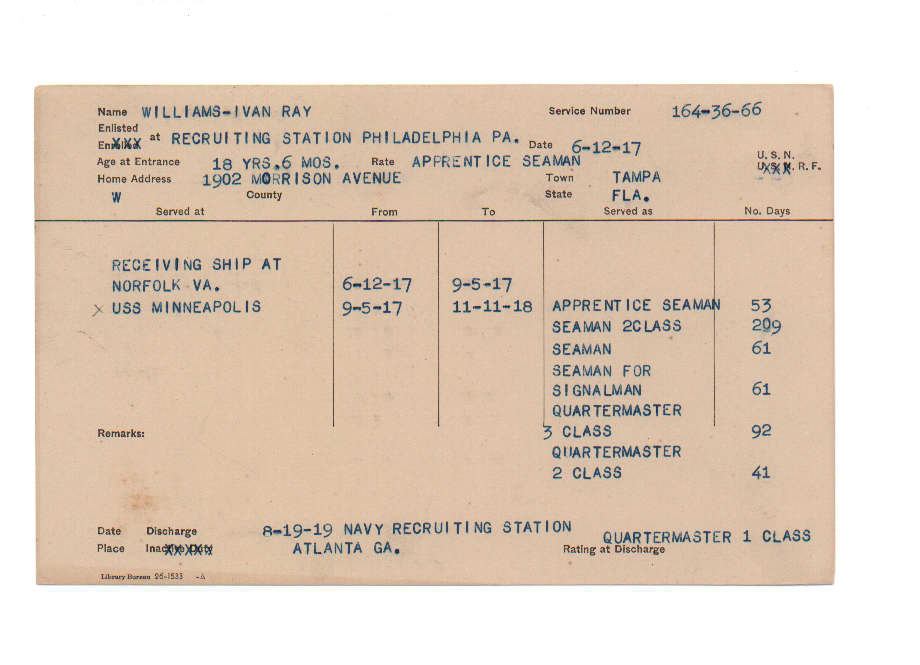 Name WILLIAMS-IVAN RAY Service Number 164-36-66
Enlisted
Enrolled at RECRUITING STATION PHILADELPHIA PA. Date 6-12-17
Age at Entrance 18 YRS.6 MOS. Rate APPRENTICE SEAMAN U.S.N.
Home Address 1902 MORRISON AVENUE Town TAMPA U.S.N.R.F.
W County State FLA.
Served at From To Served as No. Days
RECEIVING SHIP AT
NORFOLK VA. 6-12-17 9-5-17
X USS MINNEAPOLIS 9-5-17 11-11-18 APPRENTICE SEAMAN 53
SEAMAN 2CLASS 209
SEAMAN 61
SEAMAN FOR
SIGNALMAN 61
QUARTERMASTER
Remarks: 3 CLASS 92
QUARTERMASTER
2 CLASS 41
Date Discharge 8-19-19 NAVY RECRUITING STATION QUARTERMASTER 1 CLASS
Place Inactive Duty ATLANTA GA. Rating at Discharge
Library Bureau 26-1533 -A